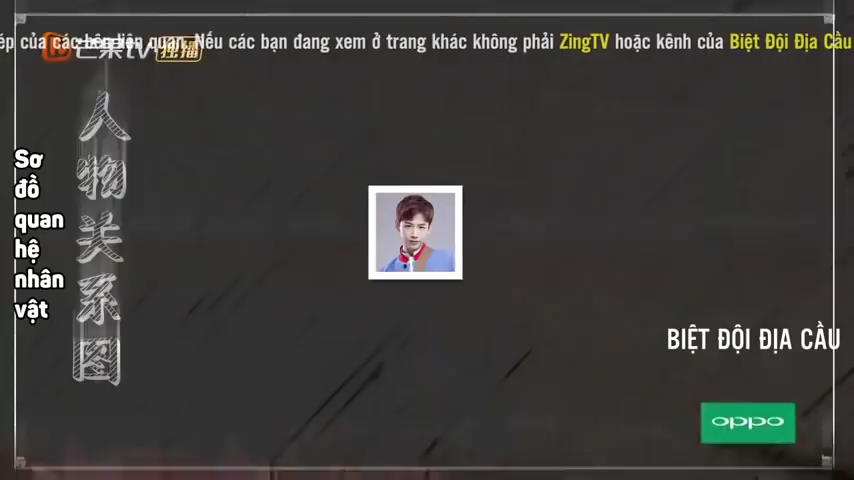 ép của các bên liên quan. Nếu các bạn đang xem ở trang khác không phải ZingTV hoặc kênh của Biệt Đội Địa Cầu
芒果TV 独播
人物关系图
Sơ
đồ
quan
hệ
nhân
vật
BIỆT ĐỘI ĐỊA CẦU
oppo